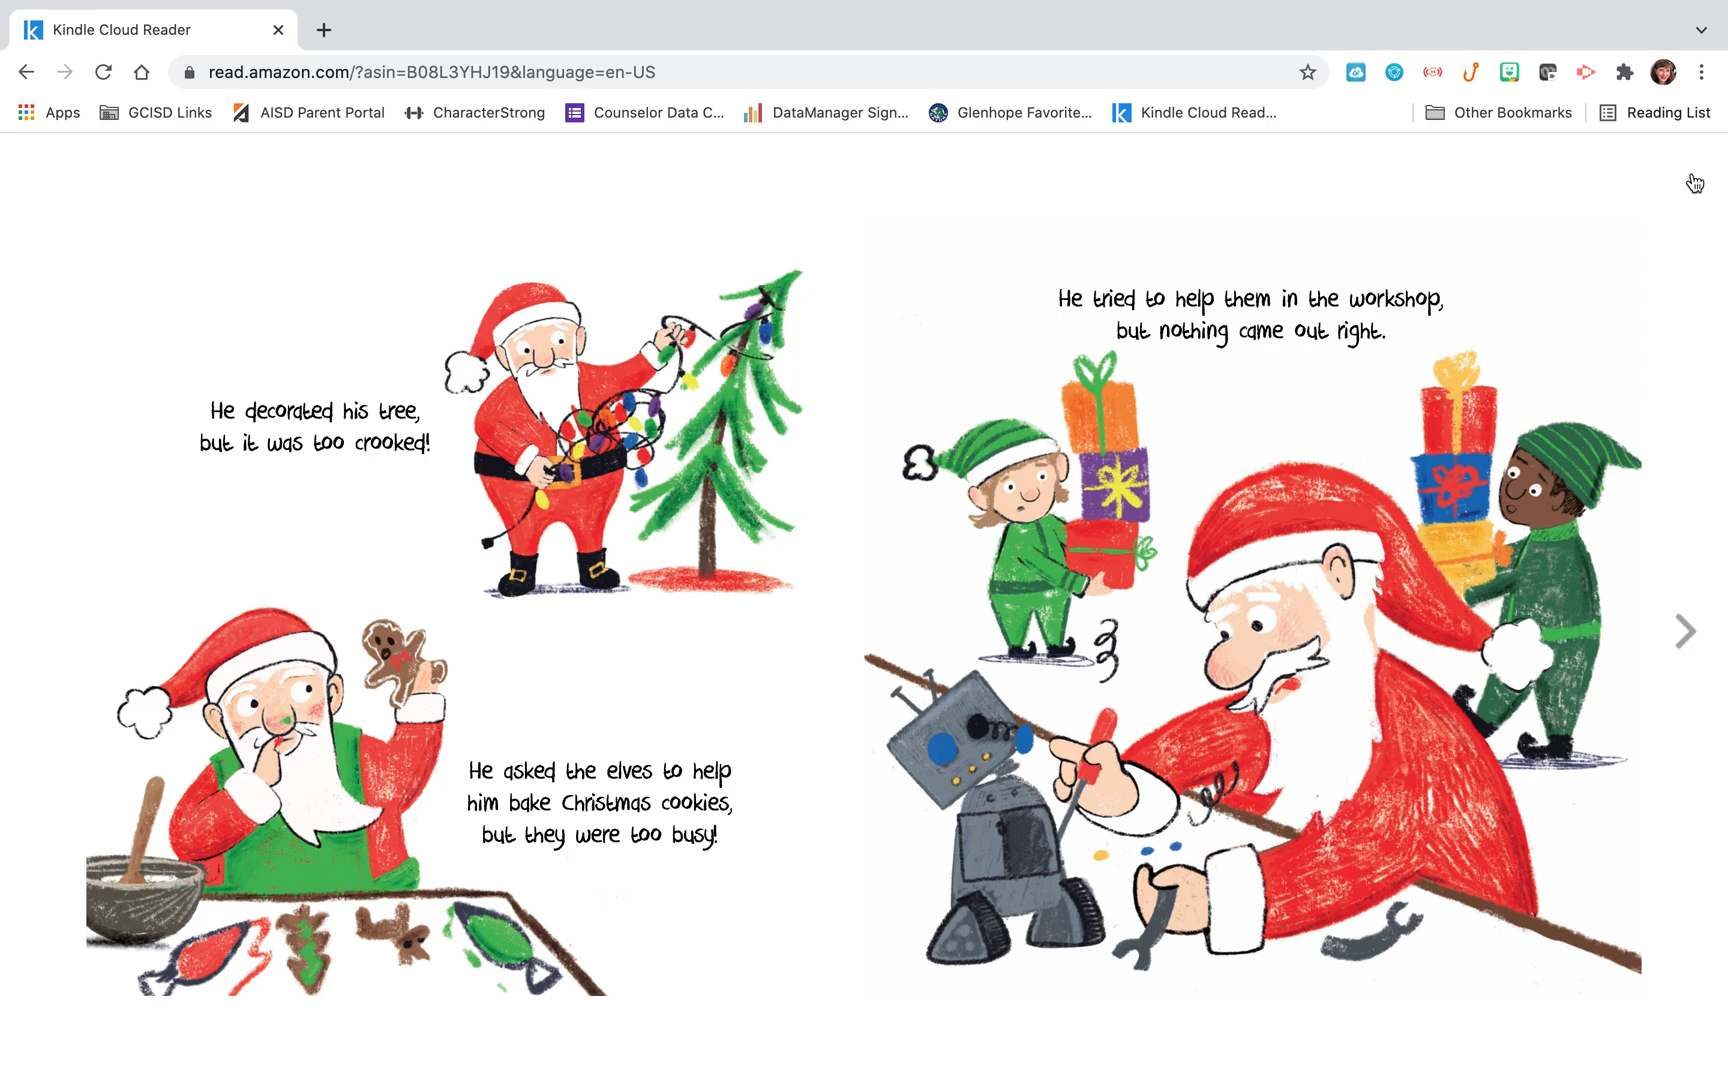 Kindle Cloud Reader
read.amazon.com/?asin=B08L3YHJ19&language=en-US
Apps GCISD Links AISD Parent Portal CharacterStrong Counselor Data C... DataManager Sign... Glenhope Favorite... Kindle Cloud Read... Other Bookmarks Reading List
He decorated his tree,
but it was too crooked!
He asked the elves to help
him bake Christmas cookies,
but they were too busy!
He tried to help them in the workshop,
but nothing came out right.